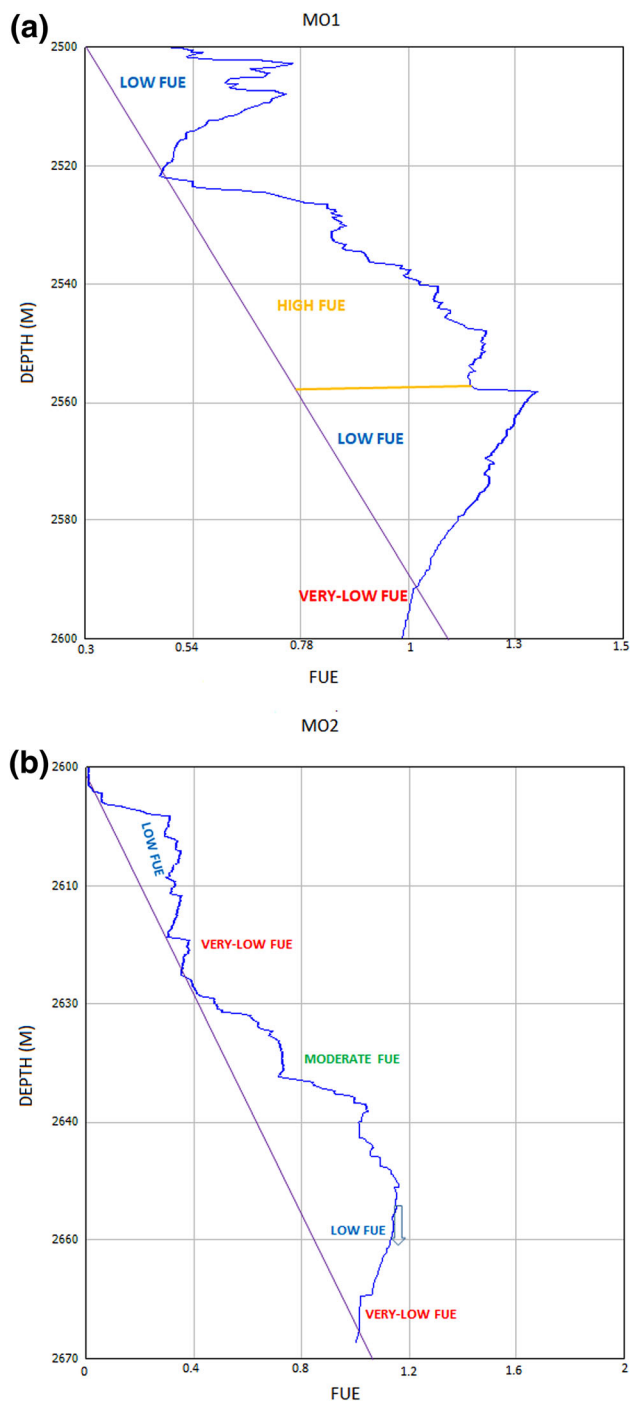 (a)
MO1
2500
LOW FUE
2520
2540
HIGH FUE
DEPTH (M)
2560
LOW FUE
2580
VERY-LOW FUE
2600
0.3 0.54 0.78 1 1.3 1.5
FUE
(b)
MO2
2600
LOW FUE
2610
VERY-LOW FUE
2630
MODERATE FUE
DEPTH (M)
2640
LOW FUE
2660
VERY-LOW FUE
2670
0 0.4 0.8 1.2 1.6 2
FUE